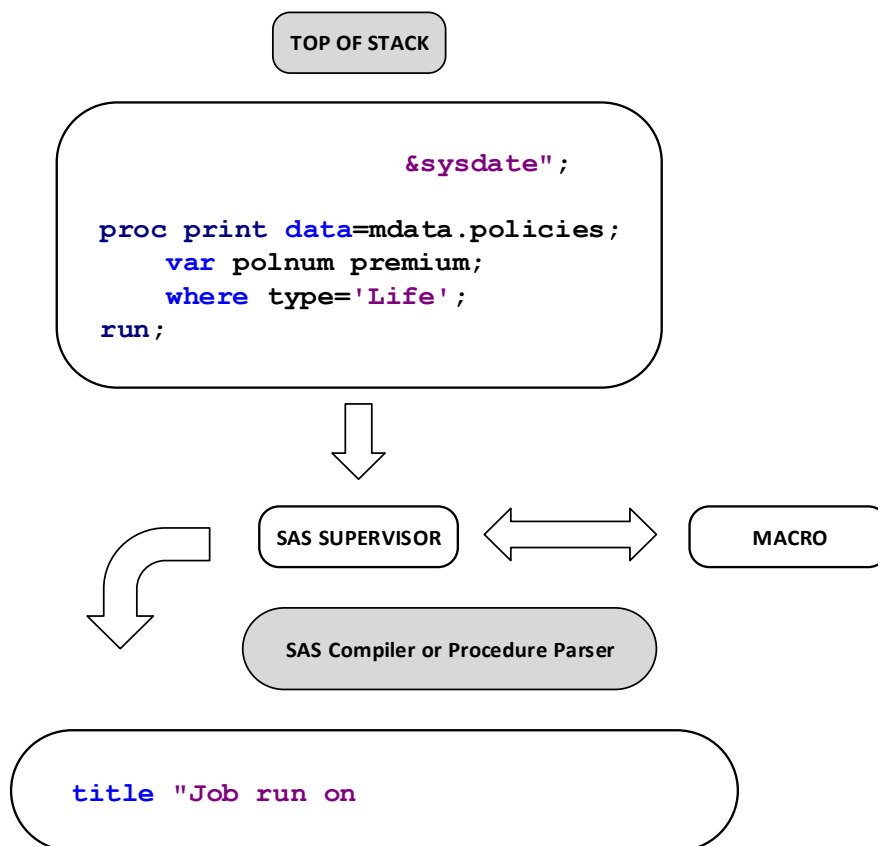 TOP OF STACK
&sysdate";
proc print data=mdata.policies;
var polnum premium;
where type='Life';
run;
SAS SUPERVISOR
MACRO
SAS Compiler or Procedure Parser
title "Job run on